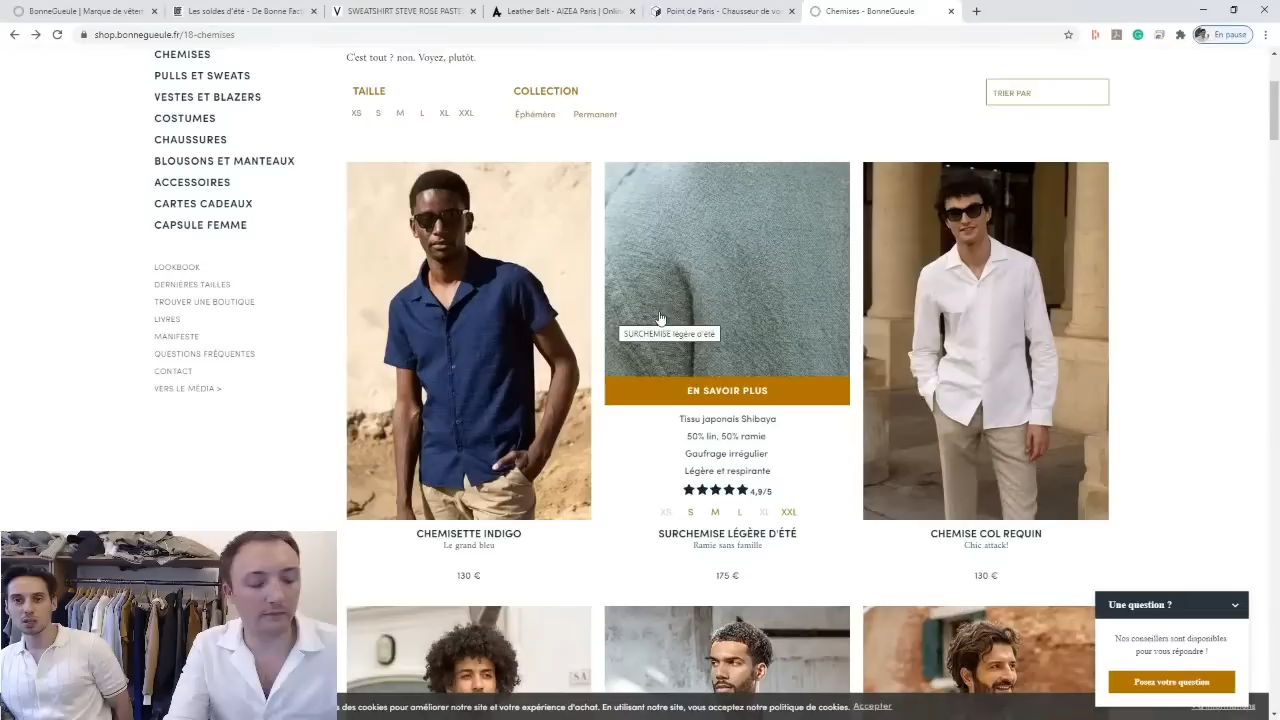 BonneGueule : Vêteme
Les soldes d'été - De Bonne Fact
SWEATSHIRT STEVE ROSE PASTE
Leather Belt - AIZEA Paris | Onlin
Point de Paris - Choisir
Marque de vêtements
Chemises - BonneGueule
shop.bonnegueule.fr/18-chemises
En pause
CHEMISES
PULLS ET SWEATS
VESTES ET BLAZERS
COSTUMES
CHAUSSURES
BLOUSONS ET MANTEAUX
ACCESSOIRES
CARTES CADEAUX
CAPSULE FEMME
LOOKBOOK
DERNIÈRES TAILLES
TROUVER UNE BOUTIQUE
LIVRES
MANIFESTE
QUESTIONS FRÉQUENTES
CONTACT
VERS LE MÉDIA >
C'est tout ? non. Voyez, plutôt.
TAILLE
XS S M L XL XXL
COLLECTION
Éphémère Permanent
TRIER PAR
SURCHEMISE légère d'été
EN SAVOIR PLUS
Tissu japonais Shibaya
50% lin, 50% ramie
Gaufrage irrégulier
Légère et respirante
4,9/5
XS S M L XL XXL
CHEMISETTE INDIGO
Le grand bleu
130 €
SURCHEMISE LÉGÈRE D'ÉTÉ
Ramie sans famille
175 €
CHEMISE COL REQUIN
Chic attack!
130 €
Une question ?
Nos conseillers sont disponibles
pour vous répondre !
Posez votre question
s des cookies pour améliorer notre site et votre expérience d'achat. En utilisant notre site, vous acceptez notre politique de cookies. Accepter